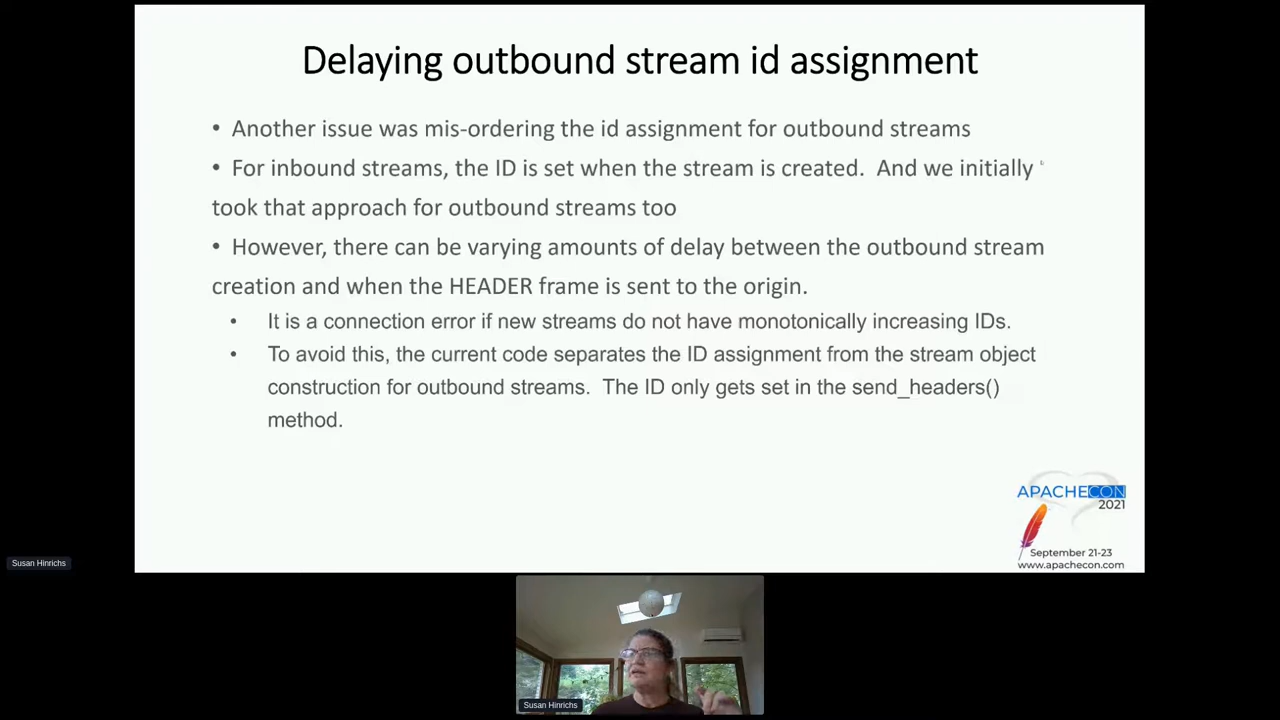 Delaying outbound stream id assignment
• Another issue was mis-ordering the id assignment for outbound streams
• For inbound streams, the ID is set when the stream is created.  And we initially
took that approach for outbound streams too
• However, there can be varying amounts of delay between the outbound stream
creation and when the HEADER frame is sent to the origin.
• It is a connection error if new streams do not have monotonically increasing IDs.
• To avoid this, the current code separates the ID assignment from the stream object
construction for outbound streams.  The ID only gets set in the send_headers()
method.
APACHECON
2021
September 21-23
www.apachecon.com
Susan Hinrichs
Susan Hinrichs